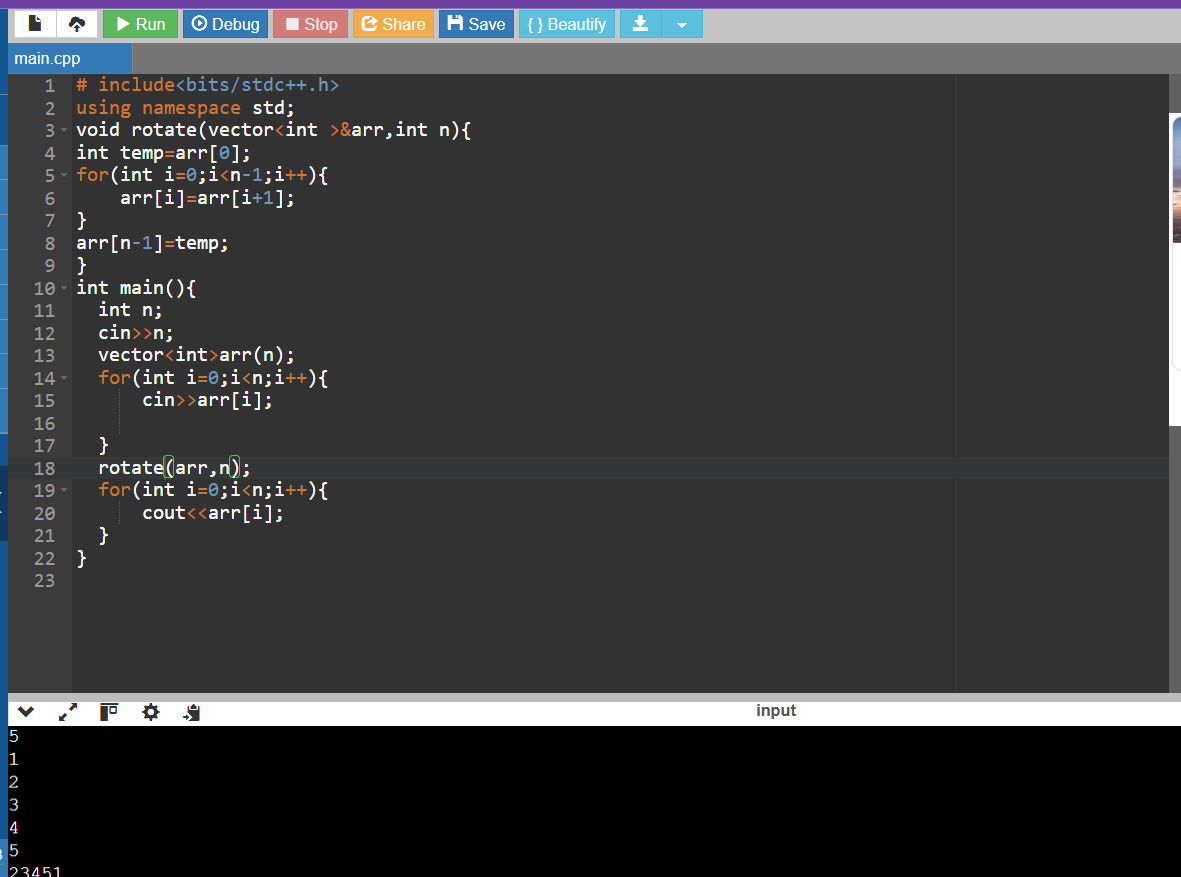 Run Debug Stop Share Save { } Beautify
main.cpp
1 # include<bits/stdc++.h>
2 using namespace std;
3 void rotate(vector<int >&arr,int n){
4 int temp=arr[0];
5 for(int i=0;i<n-1;i++){
6     arr[i]=arr[i+1];
7 }
8 arr[n-1]=temp;
9 }
10 int main(){
11   int n;
12   cin>>n;
13   vector<int>arr(n);
14   for(int i=0;i<n;i++){
15       cin>>arr[i];
16
17   }
18   rotate(arr,n);
19   for(int i=0;i<n;i++){
20       cout<<arr[i];
21   }
22 }
23
input
5
1
2
3
4
5
23451